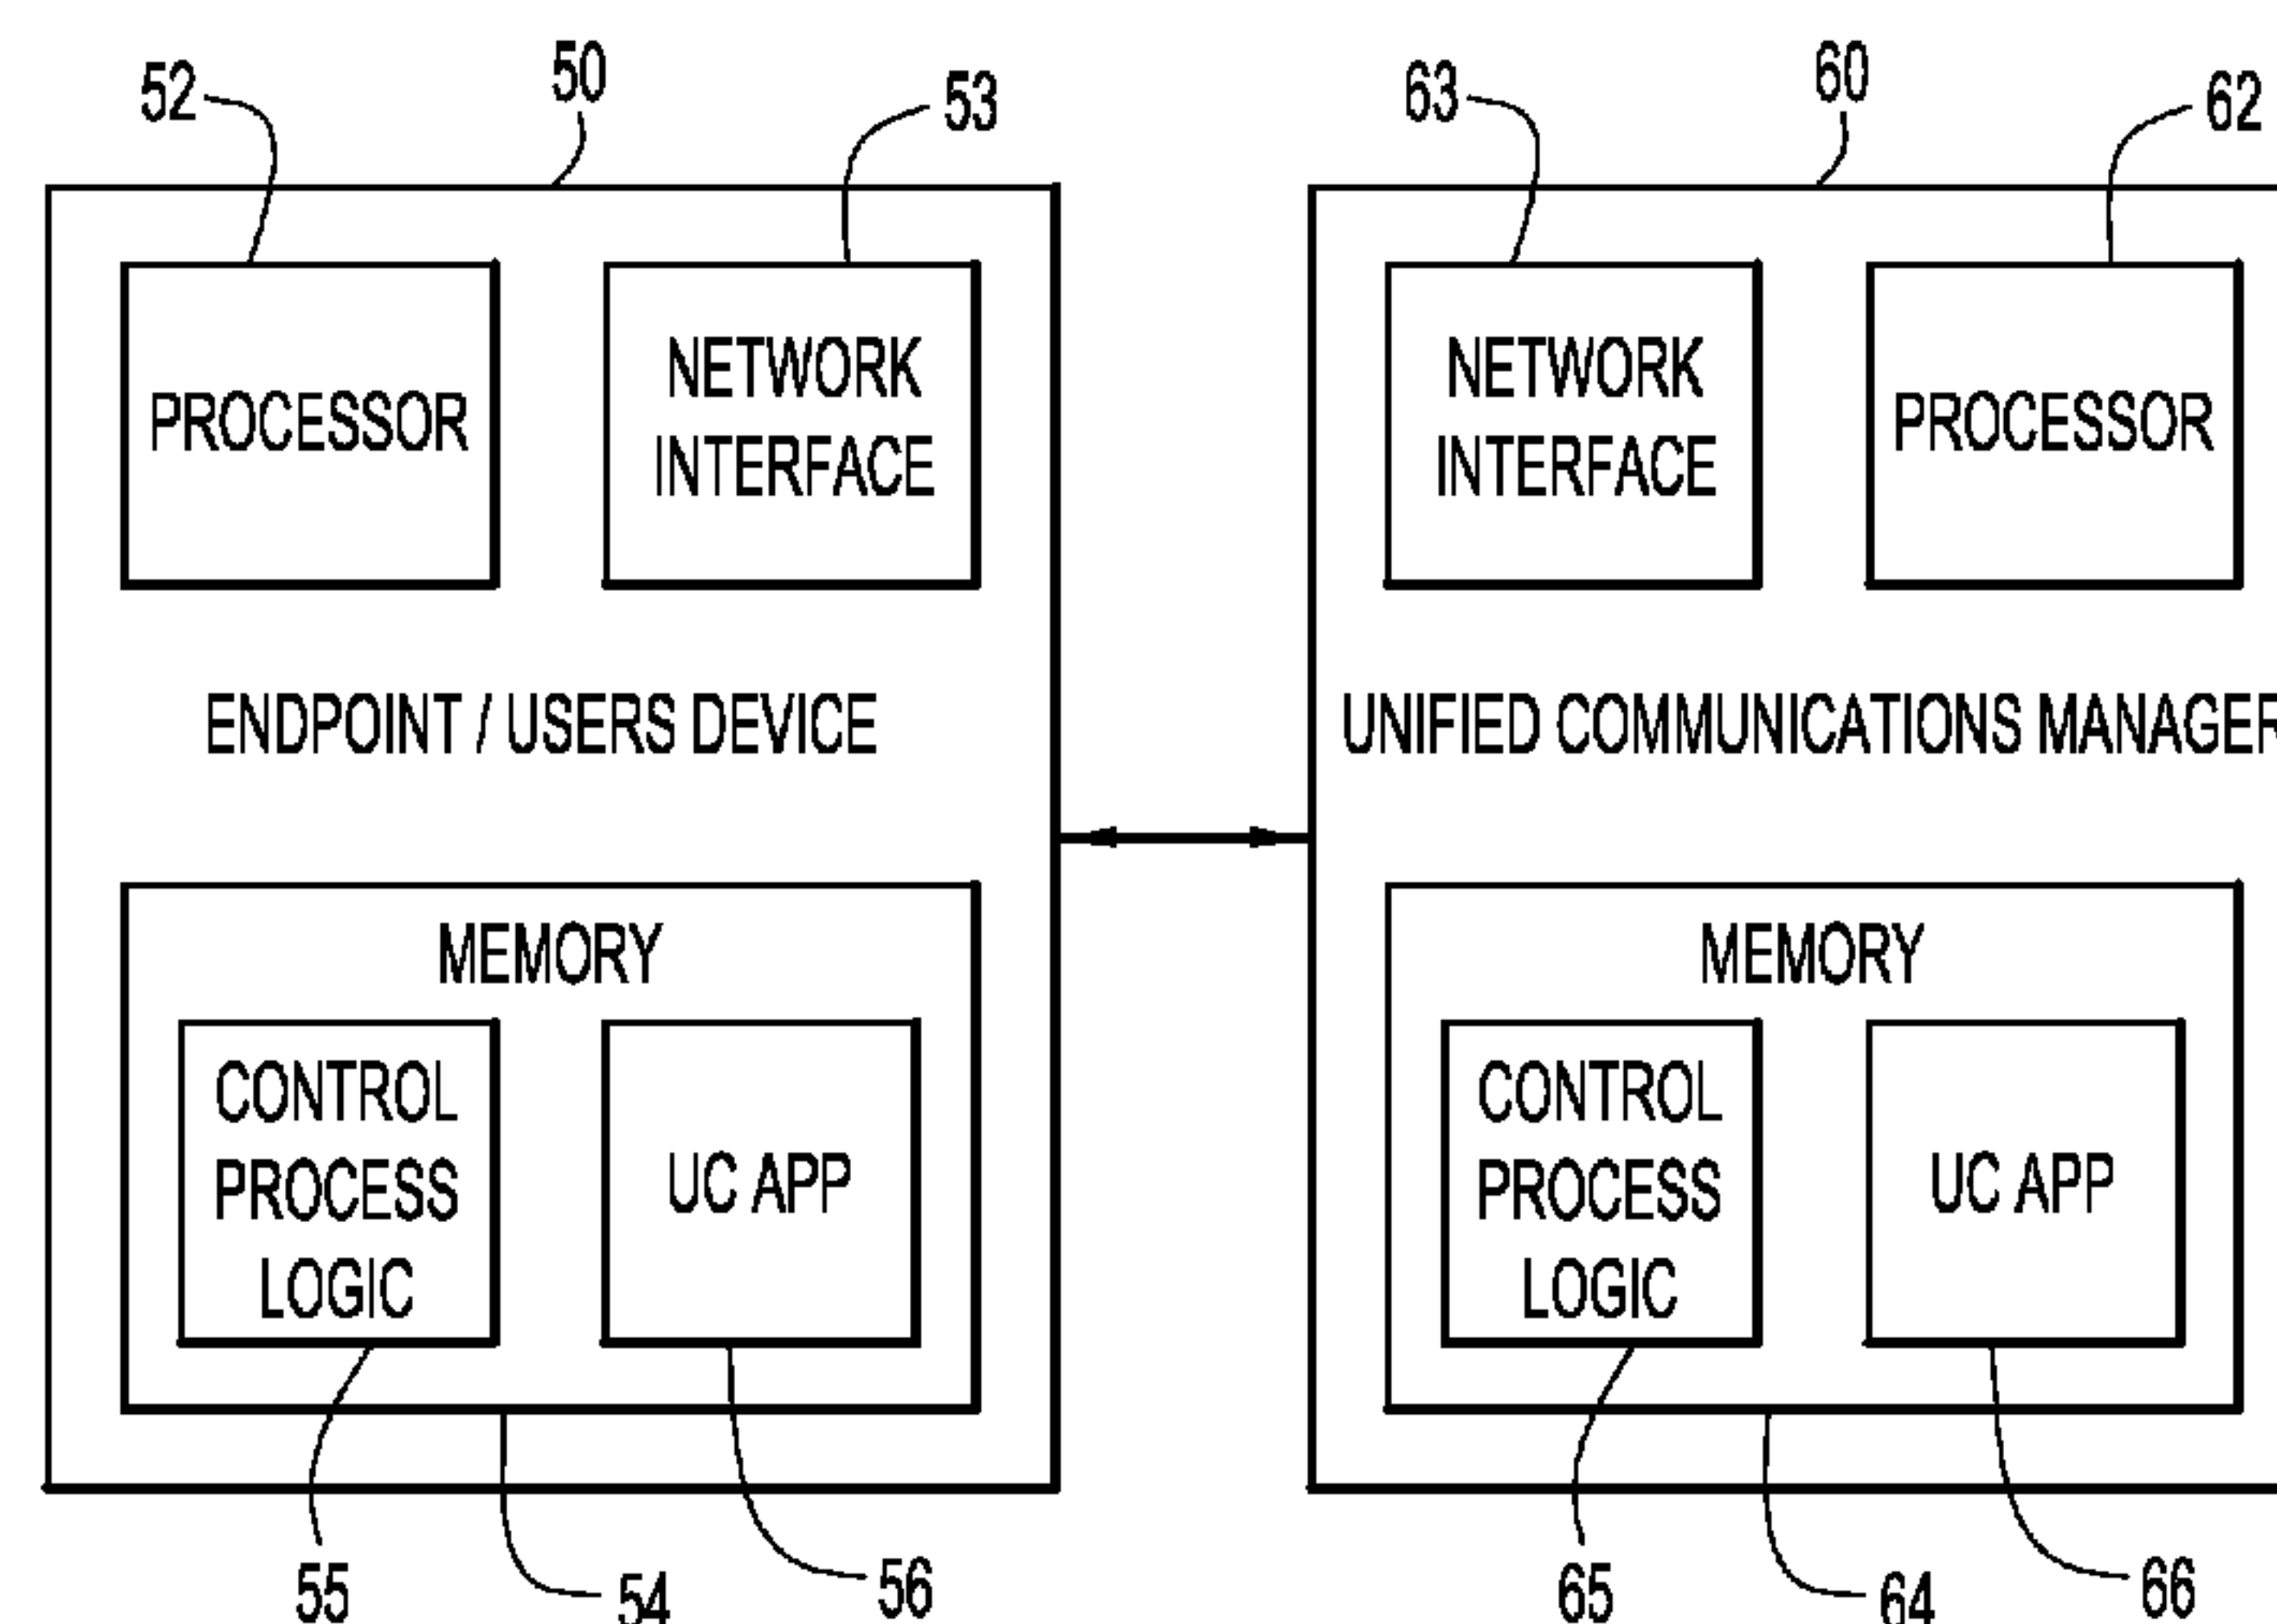 52
50
53
63
60
62
PROCESSOR
NETWORK
INTERFACE
NETWORK
INTERFACE
PROCESSOR
ENDPOINT / USERS DEVICE
UNIFIED COMMUNICATIONS MANAGER
MEMORY
CONTROL
PROCESS
LOGIC
UC APP
MEMORY
CONTROL
PROCESS
LOGIC
UC APP
55
54
56
65
64
66